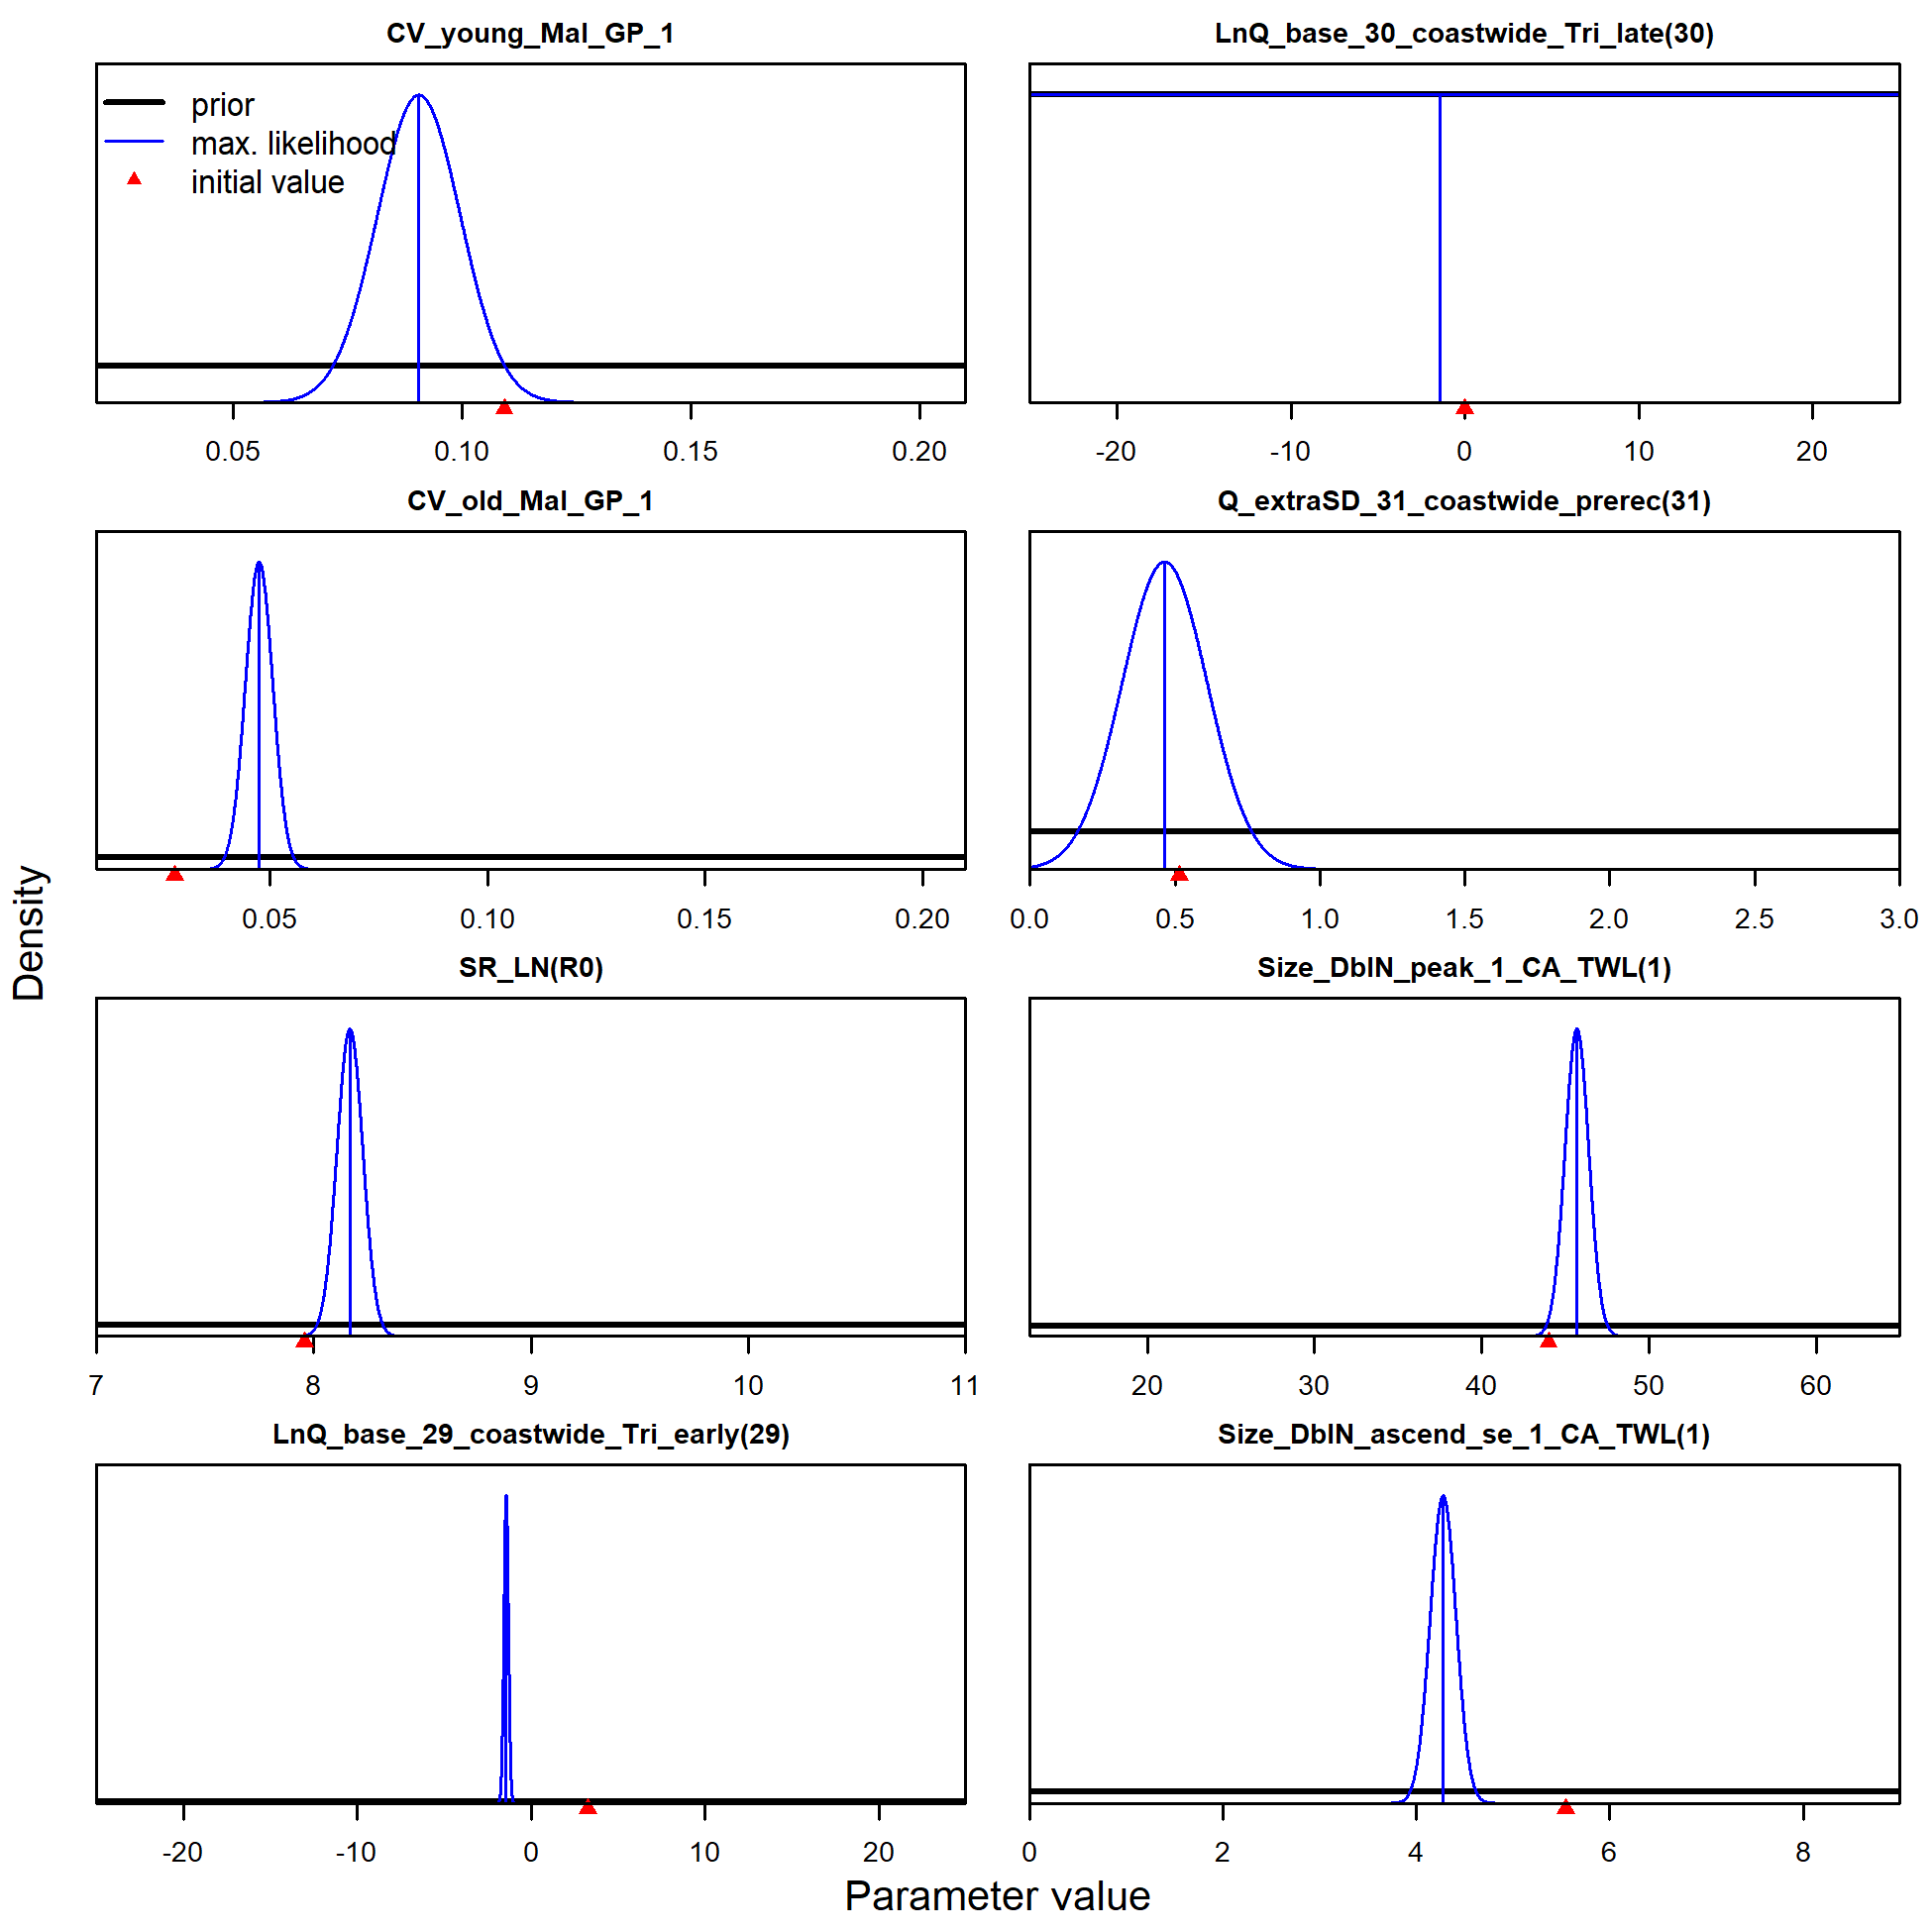 CV_young_Mal_GP_1
prior
max. likelihood
initial value
0.05 0.10 0.15 0.20
LnQ_base_30_coastwide_Tri_late(30)
-20 -10 0 10 20
CV_old_Mal_GP_1
0.05 0.10 0.15 0.20
Q_extraSD_31_coastwide_prerec(31)
0.0 0.5 1.0 1.5 2.0 2.5 3.0
SR_LN(R0)
7 8 9 10 11
Size_DblN_peak_1_CA_TWL(1)
20 30 40 50 60
LnQ_base_29_coastwide_Tri_early(29)
-20 -10 0 10 20
Size_DblN_ascend_se_1_CA_TWL(1)
0 2 4 6 8
Density
Parameter value